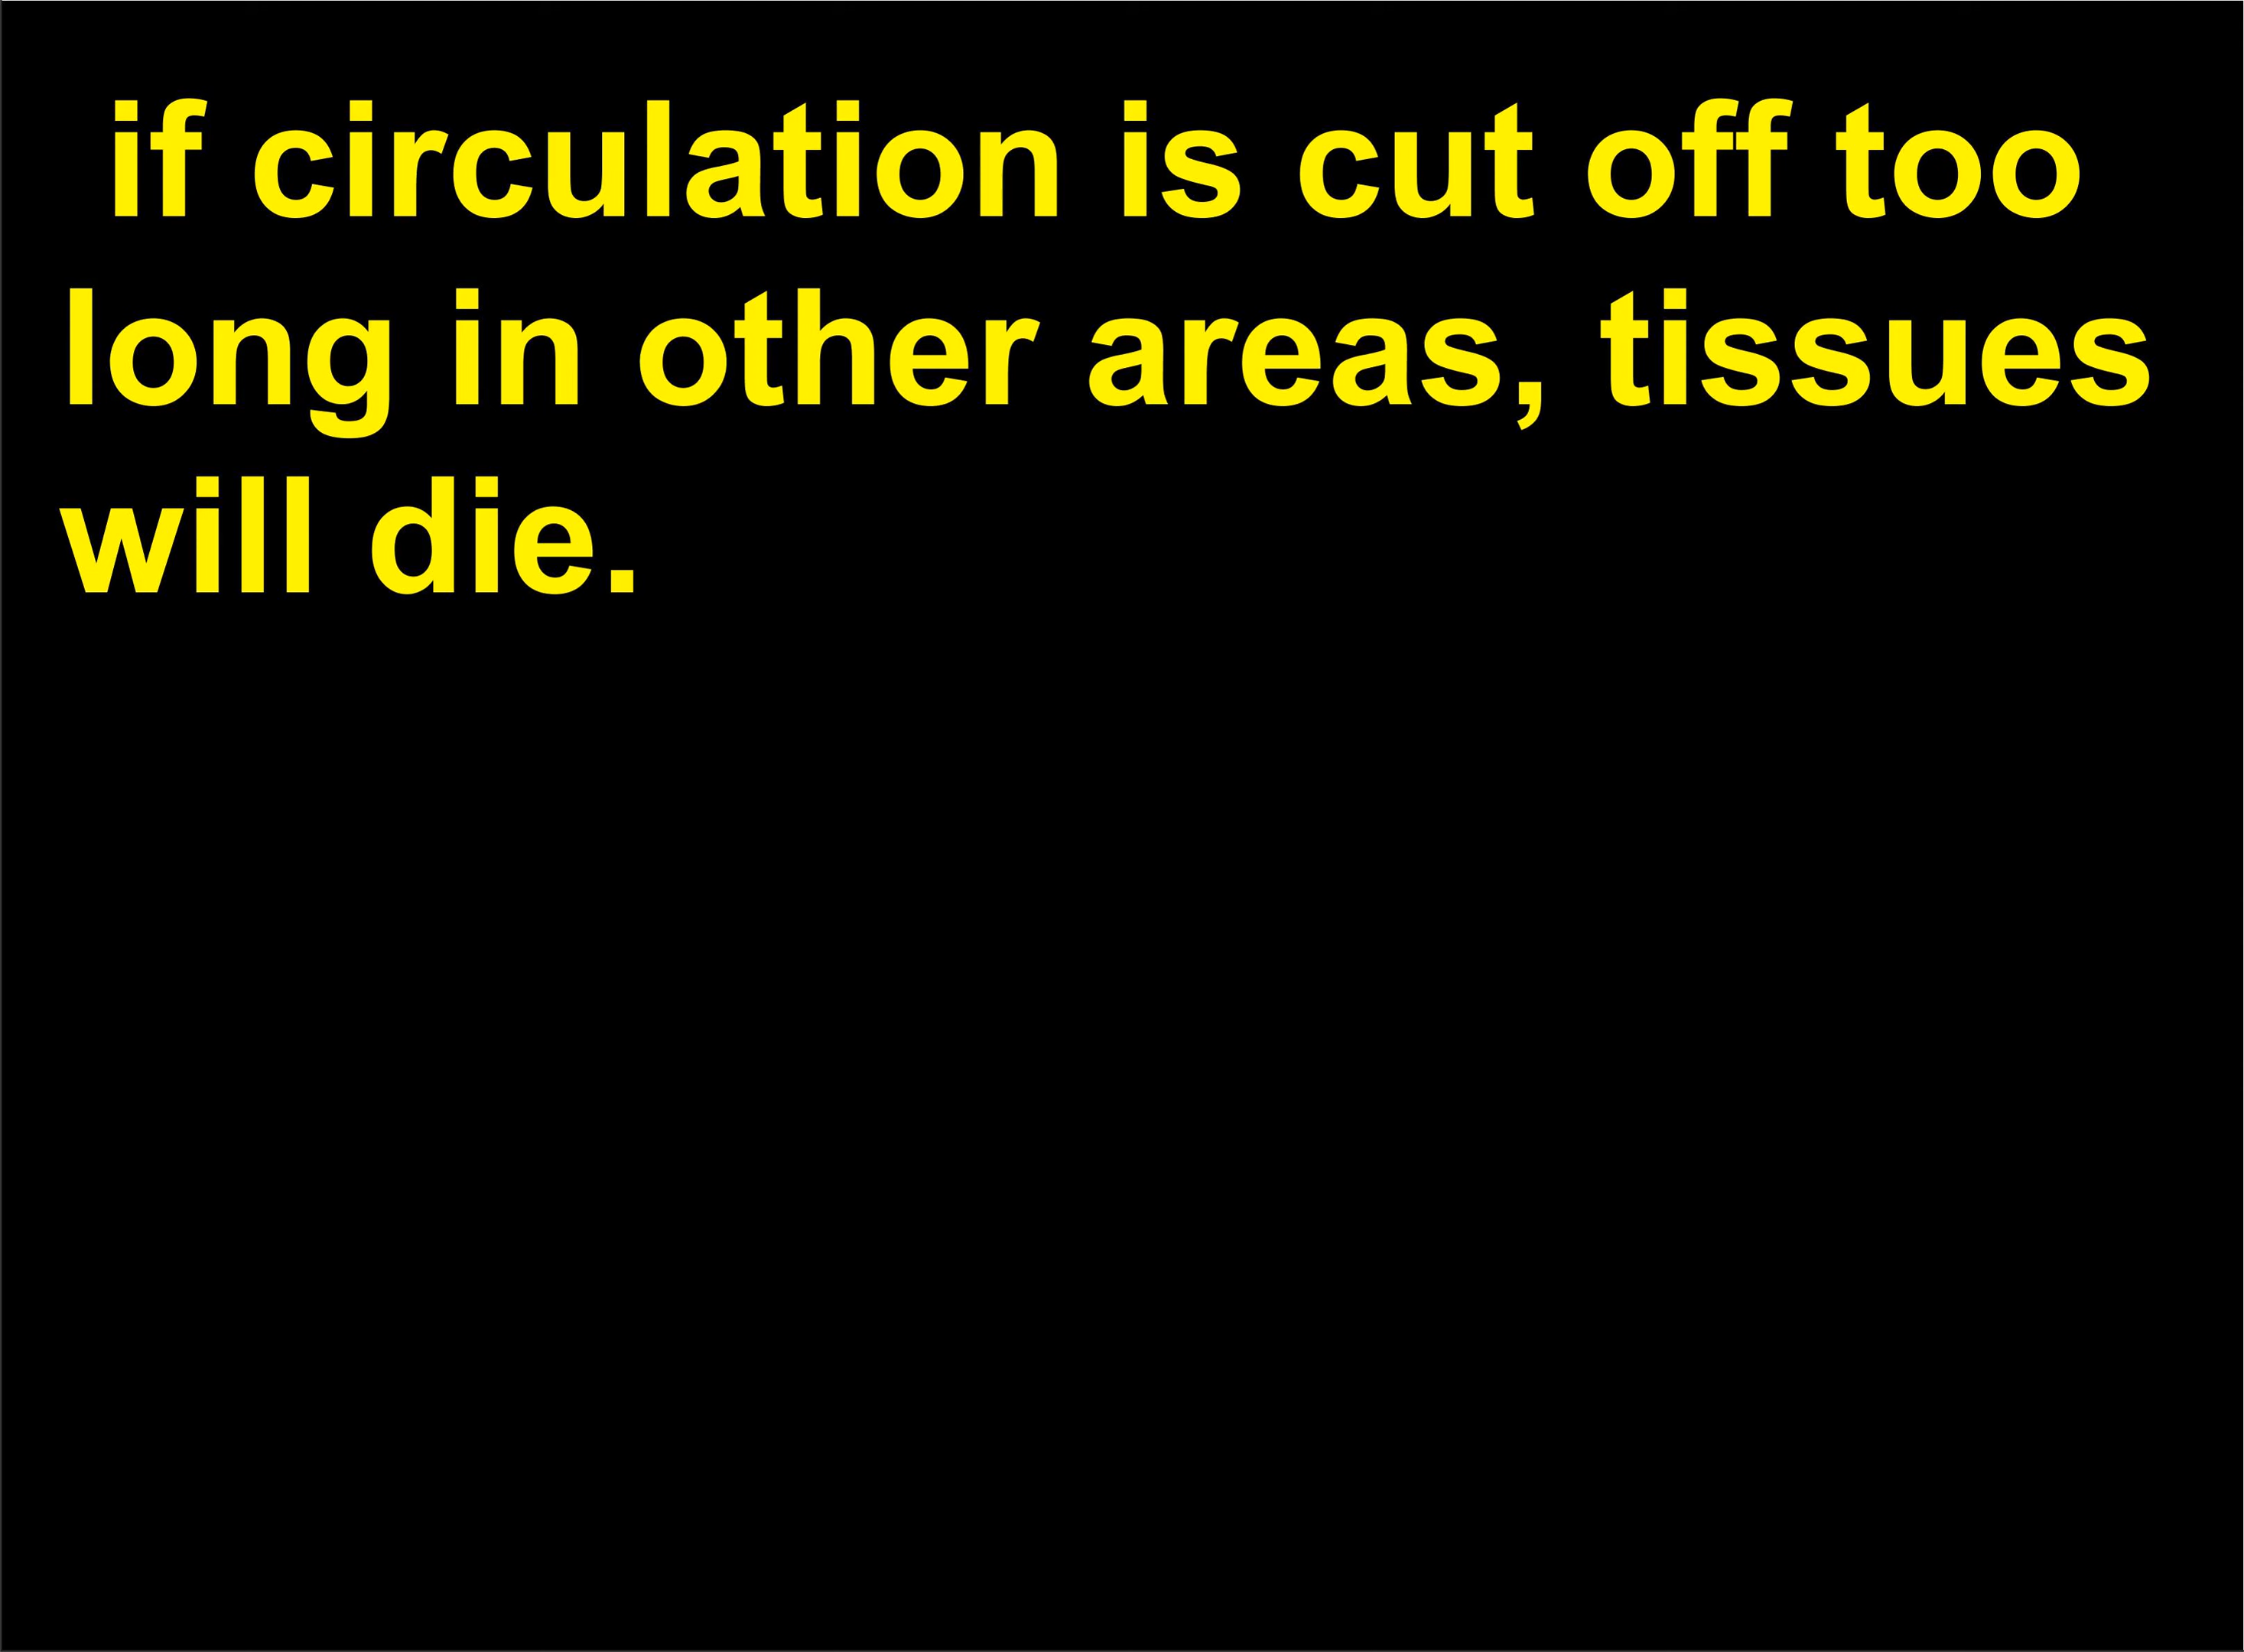 if circulation is cut off too
long in other areas, tissues
will die.